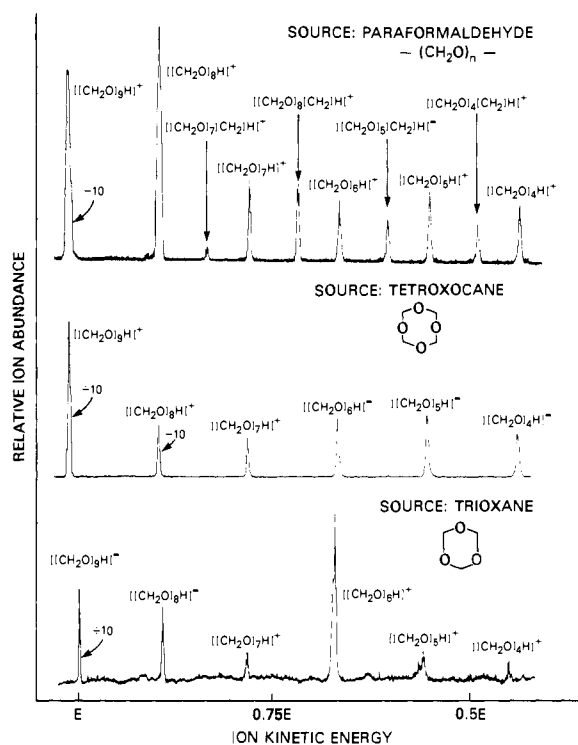 SOURCE: PARAFORMALDEHYDE
— (CH₂O)ₙ —
[[CH₂O]₉H]⁺
[[CH₂O]₈H]⁺
[[CH₂O]₇[CH₂]H]⁺
[[CH₂O]₇H]⁺
[[CH₂O]₈[CH₂]H]⁺
[[CH₂O]₆H]⁺
[[CH₂O]₅[CH₂]H]⁻
[[CH₂O]₅H]⁺
[[CH₂O]₄[CH₂]H]⁺
[[CH₂O]₄H]⁺
÷10
SOURCE: TETROXOCANE
O
O O
O
[[CH₂O]₉H]⁺
÷10
[[CH₂O]₈H]⁺
÷10
[[CH₂O]₇H]⁺
[[CH₂O]₆H]⁻
[[CH₂O]₅H]⁻
[[CH₂O]₄H]⁻
SOURCE: TRIOXANE
O
O O
[[CH₂O]₉H]⁻
÷10
[[CH₂O]₈H]⁻
[[CH₂O]₇H]⁺
[[CH₂O]₆H]⁺
[[CH₂O]₅H]⁺
[[CH₂O]₄H]⁺
RELATIVE ION ABUNDANCE
E 0.75E 0.5E
ION KINETIC ENERGY